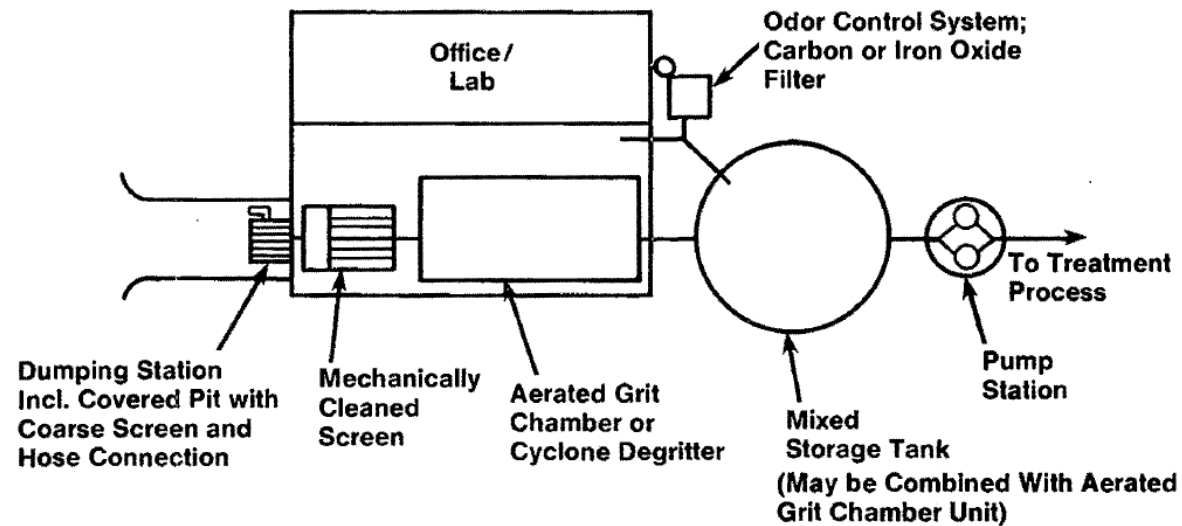 Office/
Lab
Odor Control System;
Carbon or Iron Oxide
Filter
To Treatment
Process
Dumping Station
Incl. Covered Pit with
Coarse Screen and
Hose Connection
Mechanically
Cleaned
Screen
Aerated Grit
Chamber or
Cyclone Degritter
Mixed
Storage Tank
(May be Combined With Aerated
Grit Chamber Unit)
Pump
Station